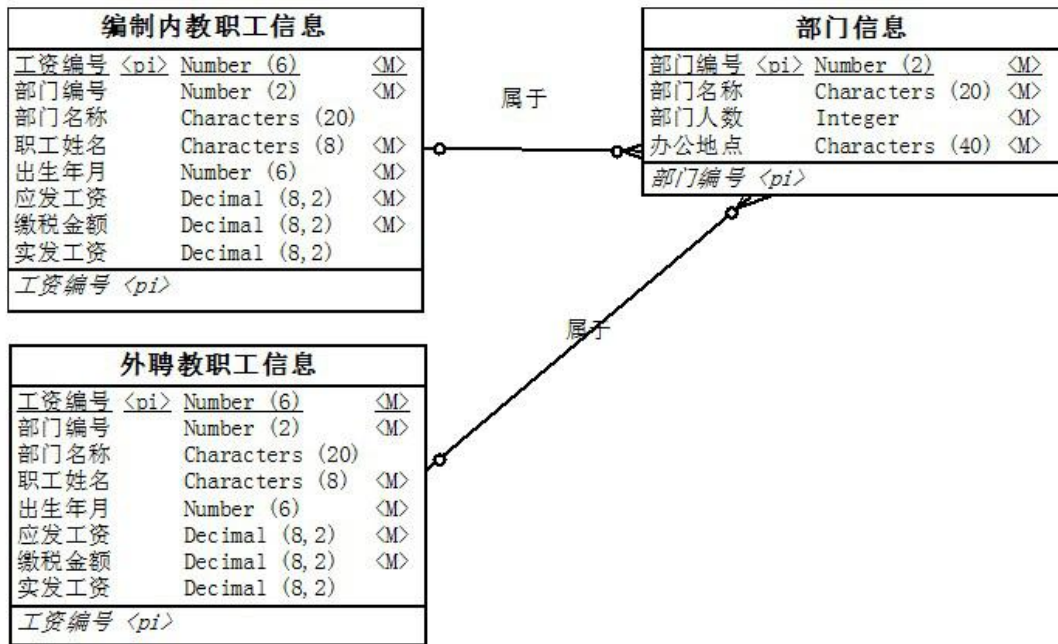 编制内教职工信息
工资编号 <pi> Number (6) <M>
部门编号 Number (2) <M>
部门名称 Characters (20)
职工姓名 Characters (8) <M>
出生年月 Number (6) <M>
应发工资 Decimal (8,2) <M>
缴税金额 Decimal (8,2) <M>
实发工资 Decimal (8,2)
工资编号 <pi>
属于
部门信息
部门编号 <pi> Number (2) <M>
部门名称 Characters (20) <M>
部门人数 Integer <M>
办公地点 Characters (40) <M>
部门编号 <pi>
属于
外聘教职工信息
工资编号 <pi> Number (6) <M>
部门编号 Number (2) <M>
部门名称 Characters (20)
职工姓名 Characters (8) <M>
出生年月 Number (6) <M>
应发工资 Decimal (8,2) <M>
缴税金额 Decimal (8,2) <M>
实发工资 Decimal (8,2)
工资编号 <pi>